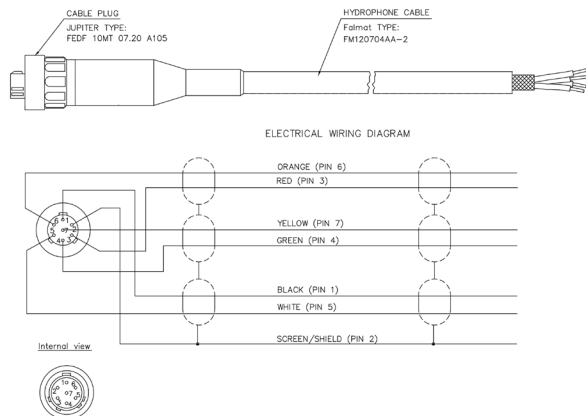 CABLE PLUG
JUPITER TYPE:
FEDF 10MT 07.20 A105
HYDROPHONE CABLE
Falmat TYPE:
FM120704AA-2
ELECTRICAL WIRING DIAGRAM
ORANGE (PIN 6)
RED (PIN 3)
YELLOW (PIN 7)
GREEN (PIN 4)
BLACK (PIN 1)
WHITE (PIN 5)
SCREEN/SHIELD (PIN 2)
Internal view